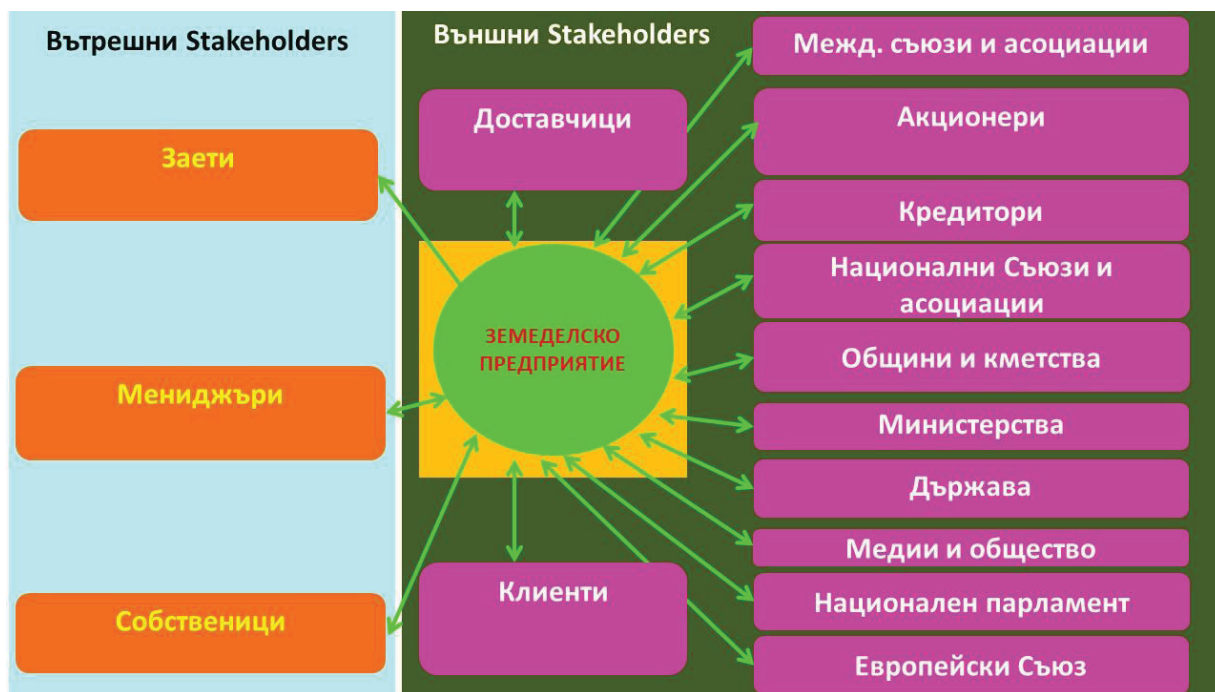 Вътрешни Stakeholders
Заети
Мениджъри
Собственици
Външни Stakeholders
Доставчици
ЗЕМЕДЕЛСКО
ПРЕДПРИЯТИЕ
Клиенти
Межд. съюзи и асоциации
Акционери
Кредитори
Национални Съюзи и
асоциации
Общини и кметства
Министерства
Държава
Медии и общество
Национален парламент
Европейски Съюз